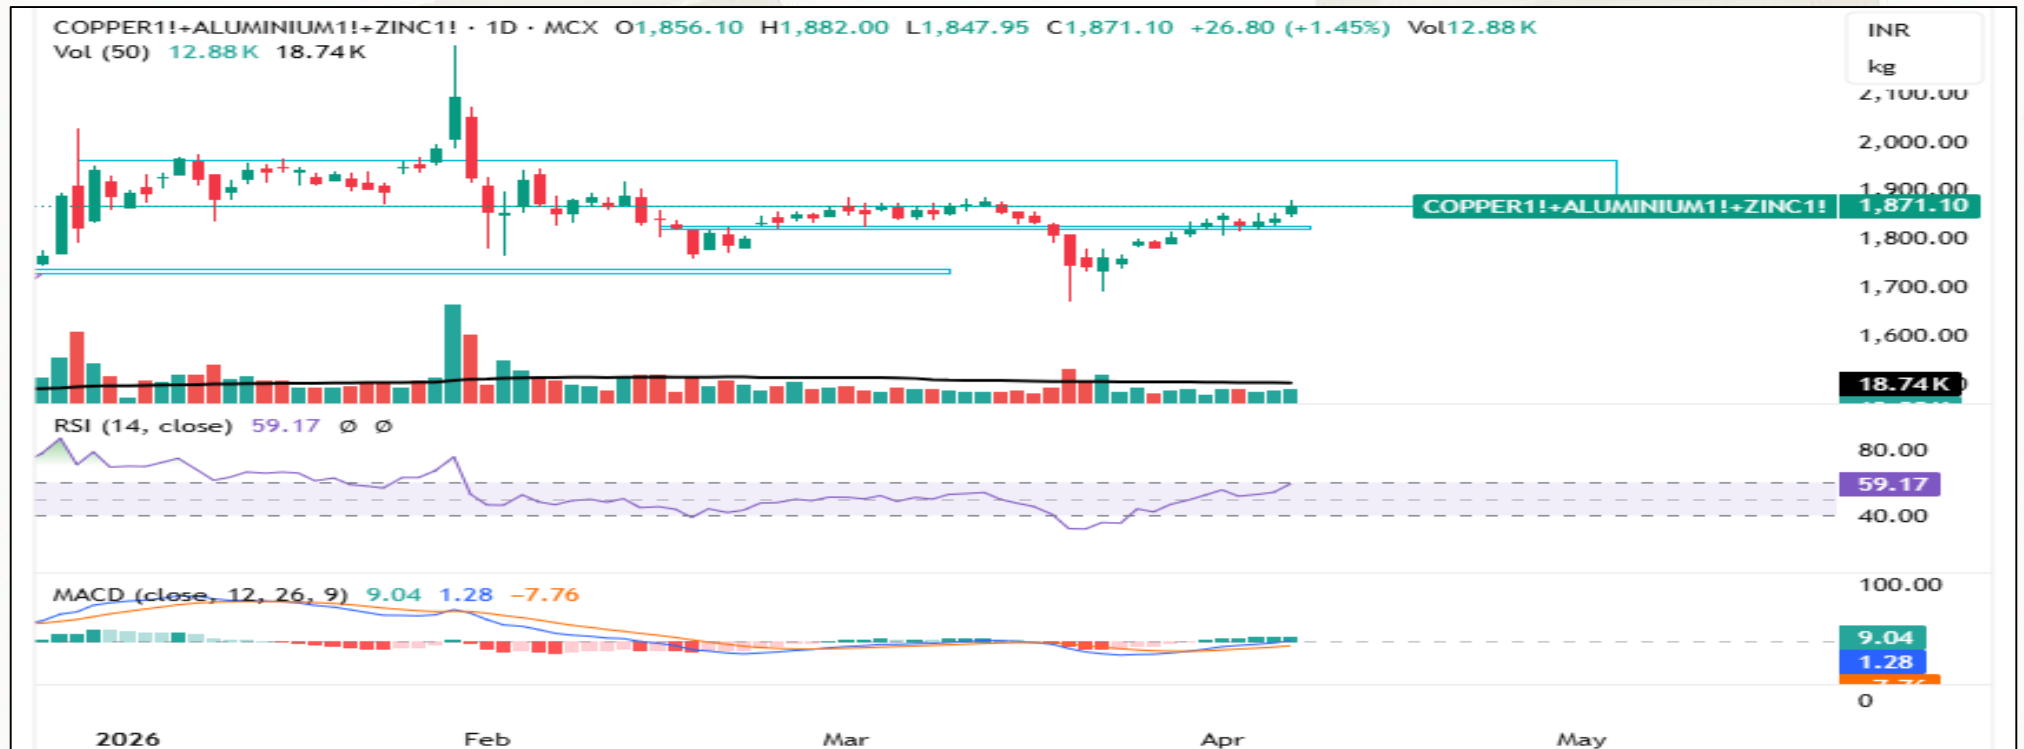 COPPER1!+ALUMINIUM1!+ZINC1! · 1D · MCX O1,856.10 H1,882.00 L1,847.95 C1,871.10 +26.80 (+1.45%) Vol12.88K
Vol (50) 12.88K 18.74K
INR
kg
2,100.00
2,000.00
1,900.00
COPPER1!+ALUMINIUM1!+ZINC1! 1,871.10
1,800.00
1,700.00
1,600.00
18.74K
RSI (14, close) 59.17 Ø Ø
80.00
59.17
40.00
MACD (close, 12, 26, 9) 9.04 1.28 −7.76
100.00
9.04
1.28
0
2026 Feb Mar Apr May